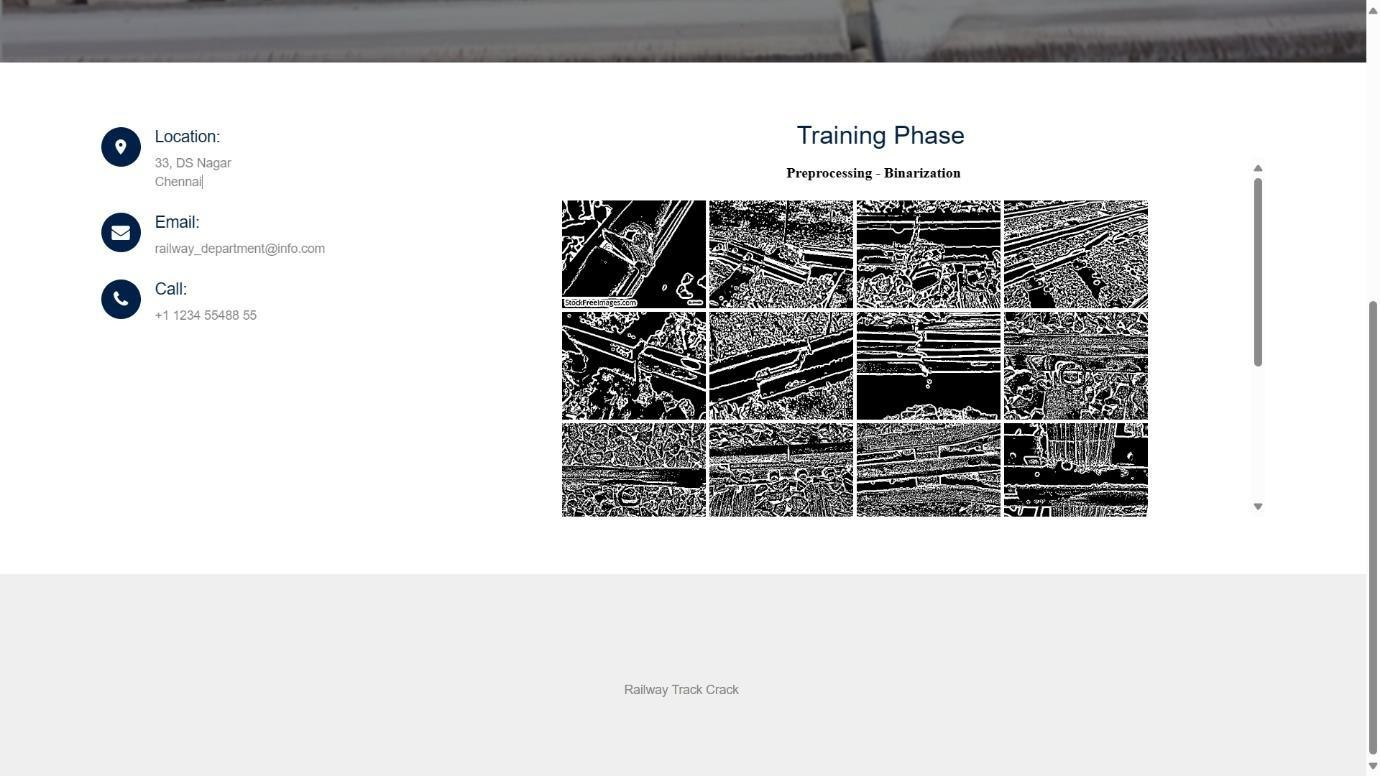 Location:
33, DS Nagar
Chennai
Email:
railway_department@info.com
Call:
+1 1234 55488 55
Training Phase
Preprocessing - Binarization
StockFreeImages.com
Railway Track Crack